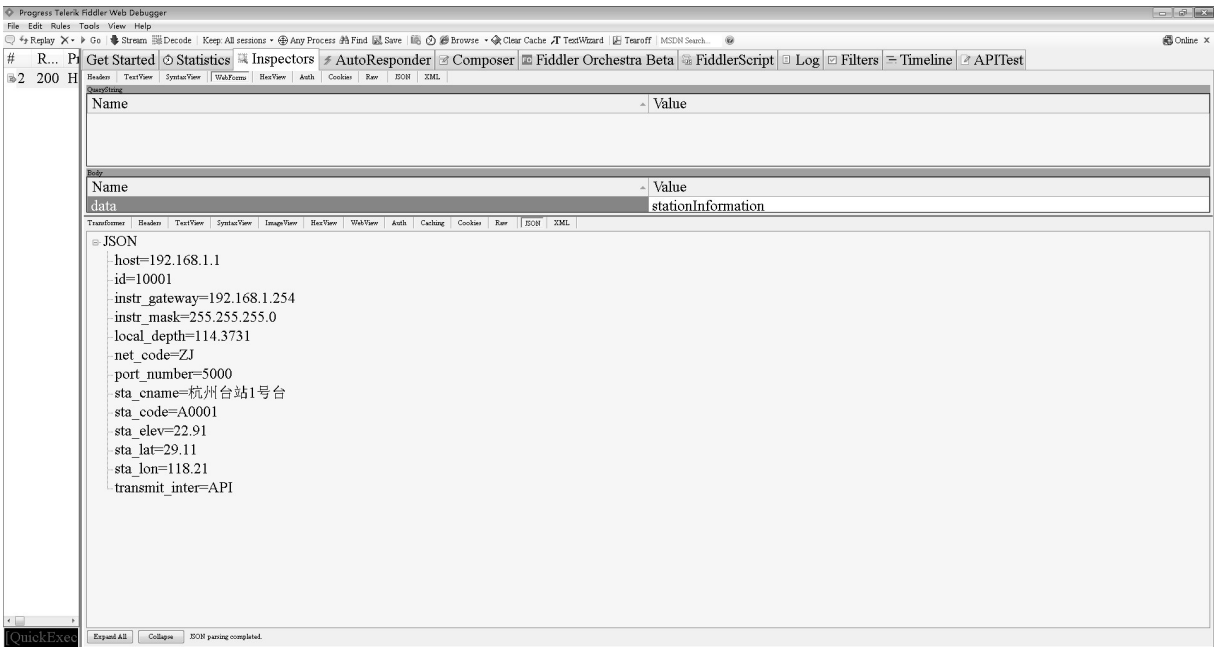 Progress Telerik Fiddler Web Debugger
File Edit Rules Tools View Help
Replay Go Stream Decode Keep: All sessions Any Process Find Save Browse Clear Cache TextWizard Tearoff MSDN Search... Online
# R... Pr Get Started Statistics Inspectors AutoResponder Composer Fiddler Orchestra Beta FiddlerScript Log Filters Timeline APITest
2 200 H Headers TextView SyntaxView WebForms HexView Auth Cookies Raw JSON XML
QueryString
Name Value
Body
Name Value
data stationInformation
Transformer Headers TextView SyntaxView ImageView HexView WebView Auth Caching Cookies Raw JSON XML
JSON
host=192.168.1.1
id=10001
instr_gateway=192.168.1.254
instr_mask=255.255.255.0
local_depth=114.3731
net_code=ZJ
port_number=5000
sta_cname=杭州台站1号台
sta_code=A0001
sta_elev=22.91
sta_lat=29.11
sta_lon=118.21
transmit_inter=API
[QuickExec Expand All Collapse JSON parsing completed.